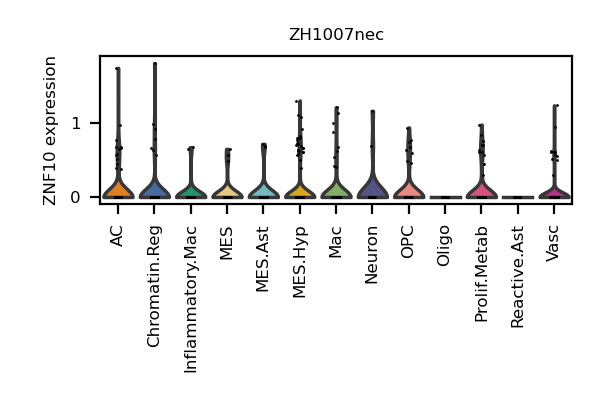 ZH1007nec
ZNF10 expression
1
0
AC
Chromatin.Reg
Inflammatory.Mac
MES
MES.Ast
MES.Hyp
Mac
Neuron
OPC
Oligo
Prolif.Metab
Reactive.Ast
Vasc